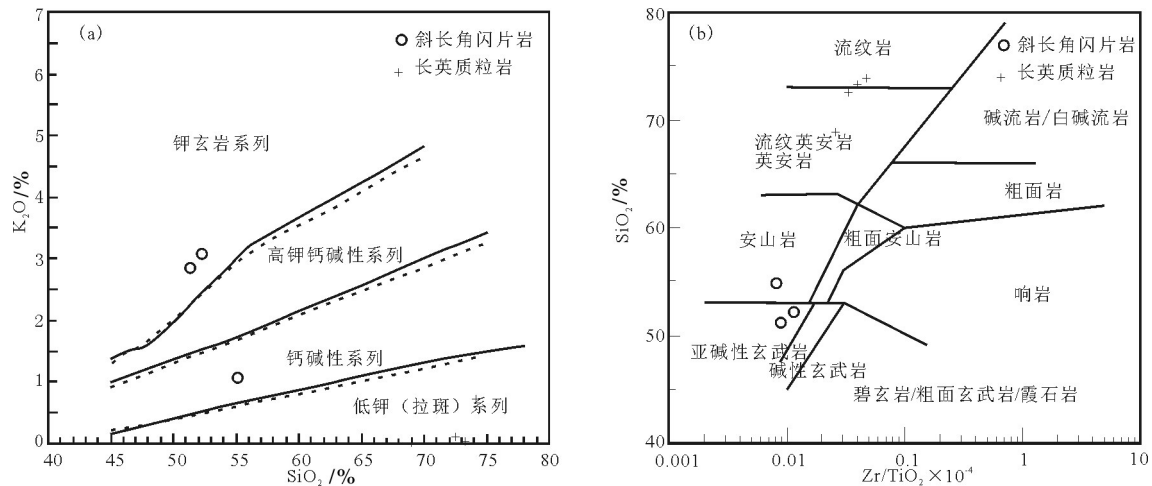 (a)
斜长角闪片岩
长英质粒岩
钾玄岩系列
高钾钙碱性系列
钙碱性系列
低钾（拉斑）系列
K₂O/%
7
6
5
4
3
2
1
0
40 45 50 55 60 65 70 75 80
SiO₂/%
(b)
流纹岩
斜长角闪片岩
长英质粒岩
碱流岩/白碱流岩
流纹英安岩
英安岩
粗面岩
安山岩
粗面安山岩
响岩
亚碱性玄武岩
碱性玄武岩
碧玄岩/粗面玄武岩/霞石岩
SiO₂/%
80
70
60
50
40
0.001 0.01 0.1 1 10
Zr/TiO₂×10⁻⁴